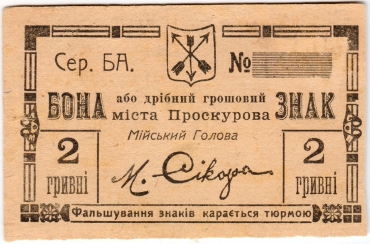 Сер. БА. №
БОНА або дрібний грошовий ЗНАК
міста Проскурова
Мійський Голова
2 гривні М. Сікора 2 гривні
Фальшування знаків карається тюрмою